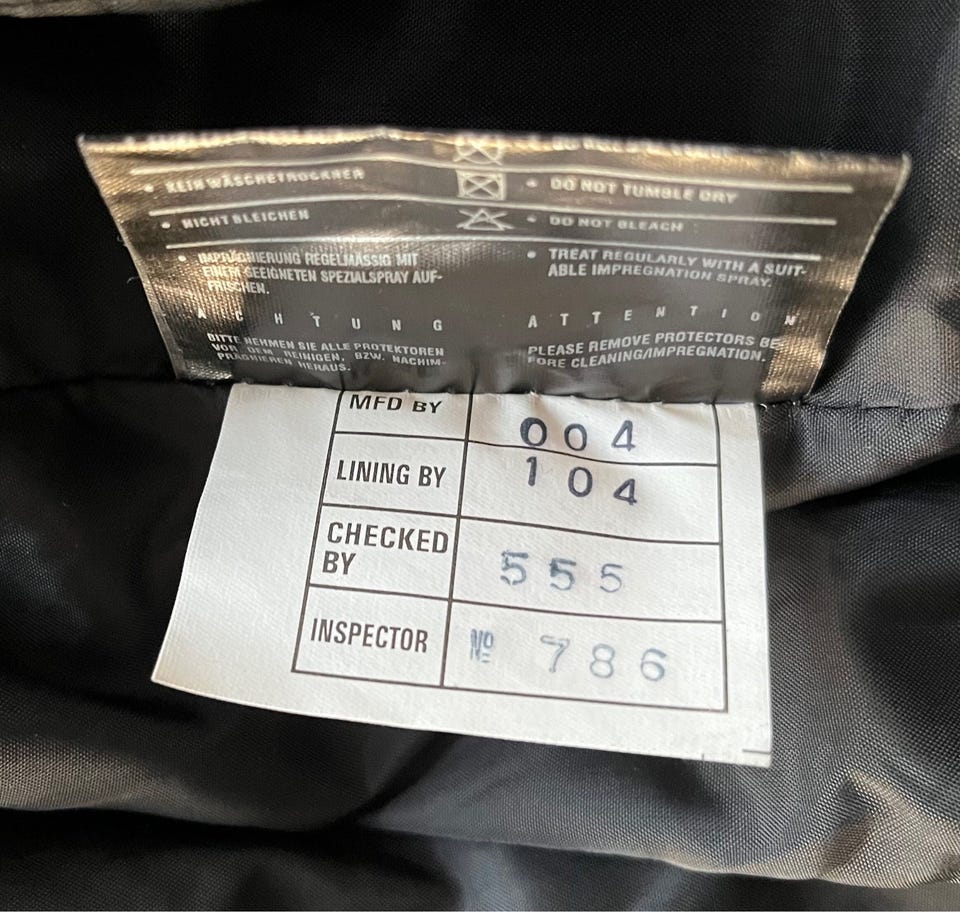 • KEIN WÄSCHETROCKNER
• NICHT BLEICHEN
• IMPRÄGNIERUNG REGELMÄSSIG MIT
EINEM GEEIGNETEN SPEZIALSPRAY AUF-
FRISCHEN.
ACHTUNG
BITTE NEHMEN SIE ALLE PROTEKTOREN
VOR DEM REINIGEN, BZW. NACHIM-
PRÄGNIEREN HERAUS.
• DO NOT TUMBLE DRY
• DO NOT BLEACH
• TREAT REGULARLY WITH A SUIT-
ABLE IMPREGNATION SPRAY.
ATTENTION
PLEASE REMOVE PROTECTORS BE
FORE CLEANING/IMPREGNATION.
MFD BY 004
LINING BY 104
CHECKED
BY 555
INSPECTOR Nº 786